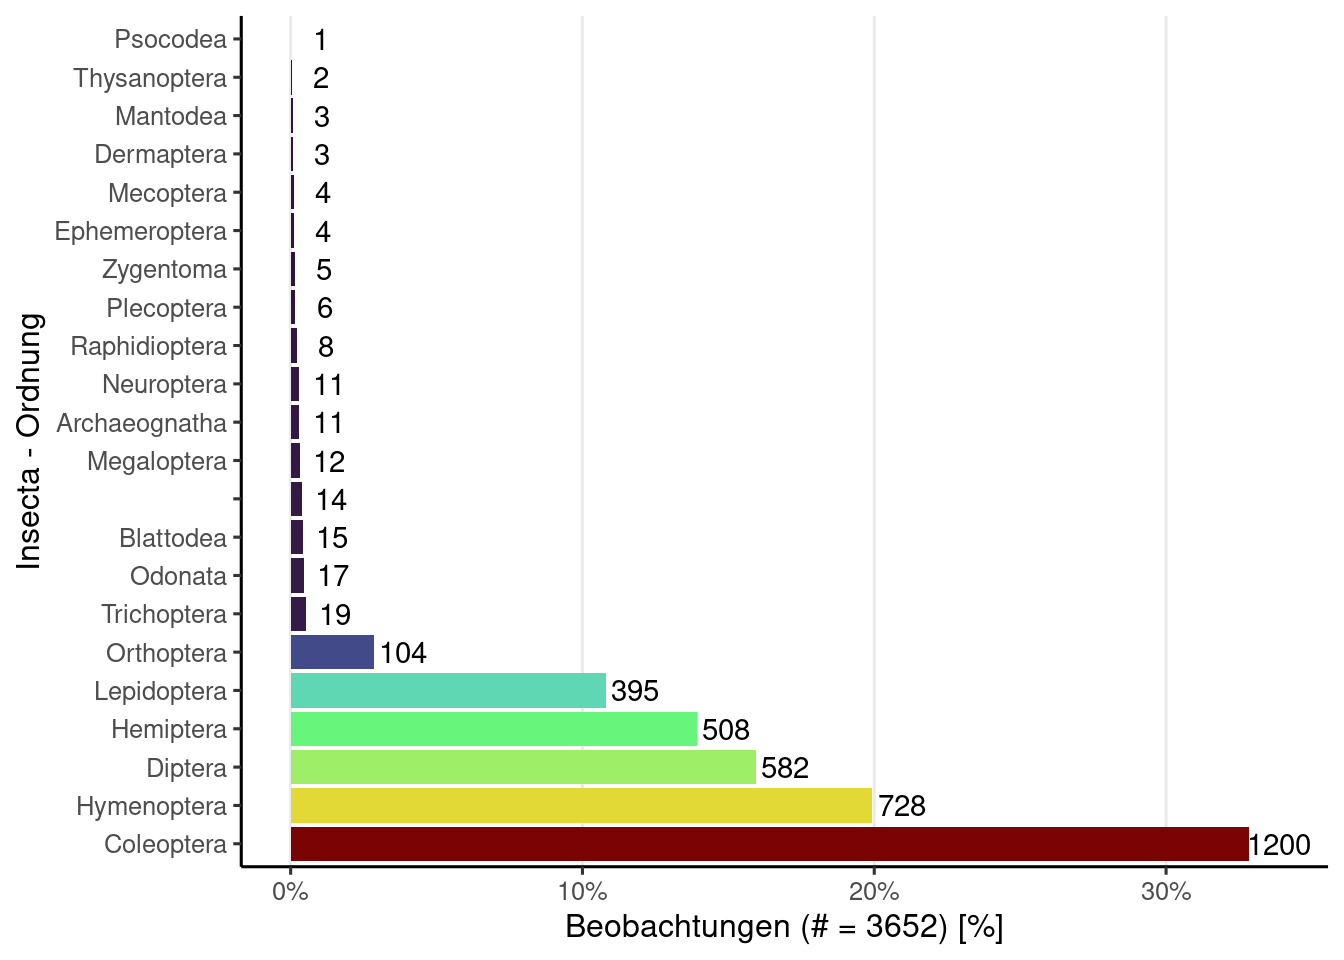 Insecta - Ordnung
Psocodea 1
Thysanoptera 2
Mantodea 3
Dermaptera 3
Mecoptera 4
Ephemeroptera 4
Zygentoma 5
Plecoptera 6
Raphidioptera 8
Neuroptera 11
Archaeognatha 11
Megaloptera 12
14
Blattodea 15
Odonata 17
Trichoptera 19
Orthoptera 104
Lepidoptera 395
Hemiptera 508
Diptera 582
Hymenoptera 728
Coleoptera 1200
0% 10% 20% 30%
Beobachtungen (# = 3652) [%]